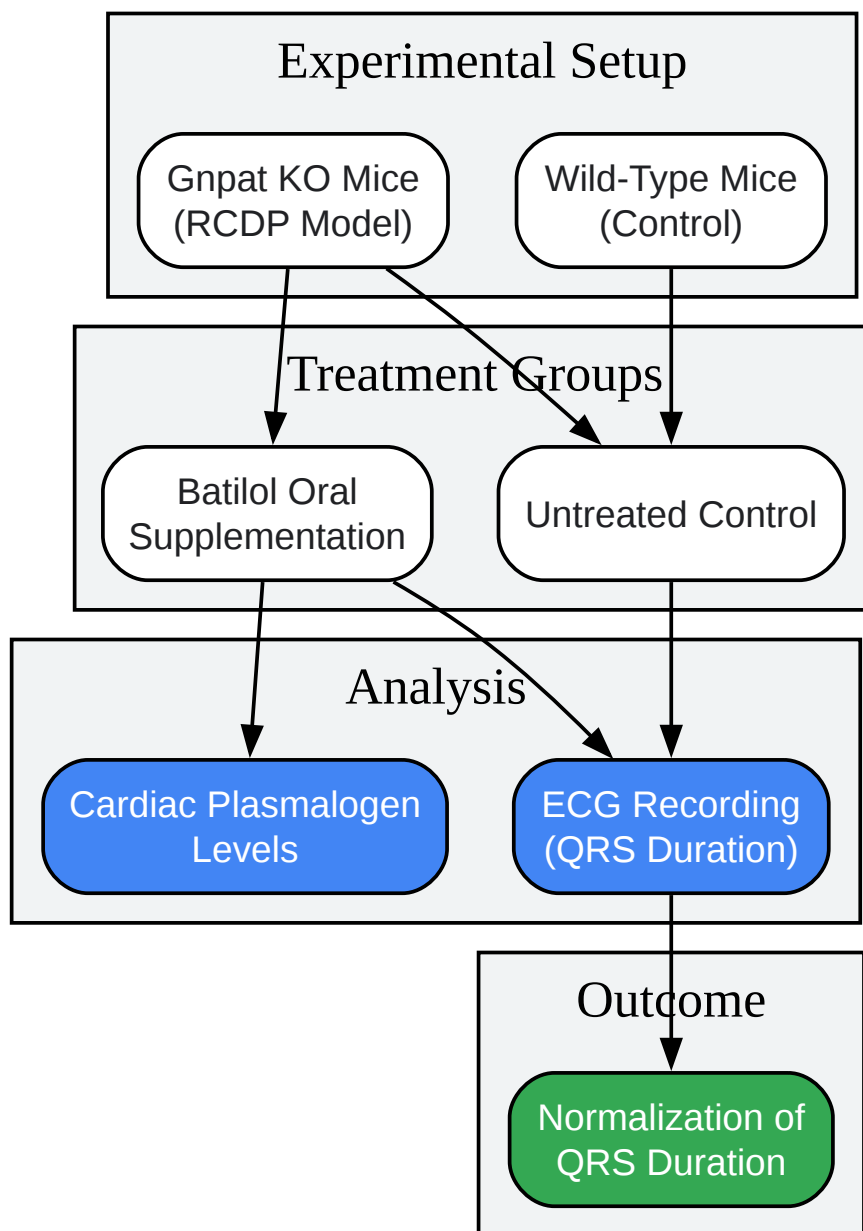 Experimental Setup
Gnpat KO Mice
(RCDP Model)
Wild-Type Mice
(Control)
Treatment Groups
Batilol Oral
Supplementation
Untreated Control
Analysis
Cardiac Plasmalogen
Levels
ECG Recording
(QRS Duration)
Outcome
Normalization of
QRS Duration